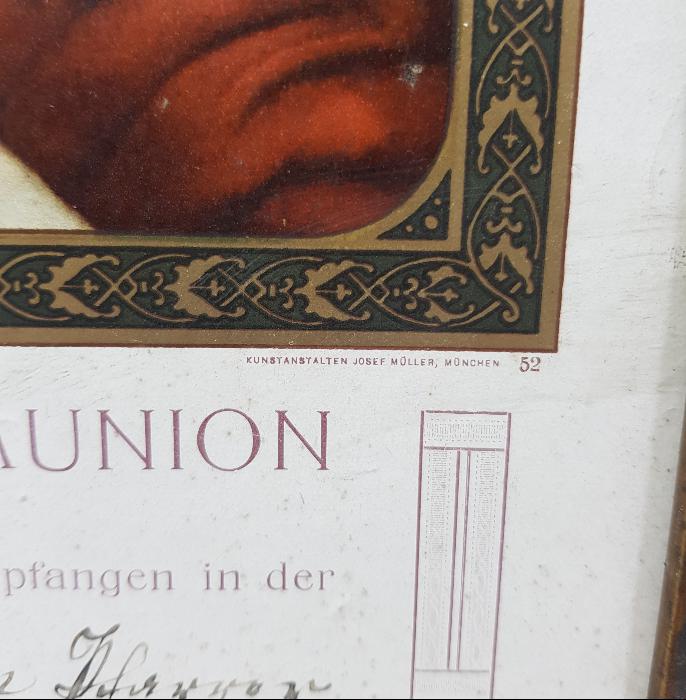 KUNSTANSTALTEN JOSEF MÜLLER, MÜNCHEN 52
UNION
pfangen in der